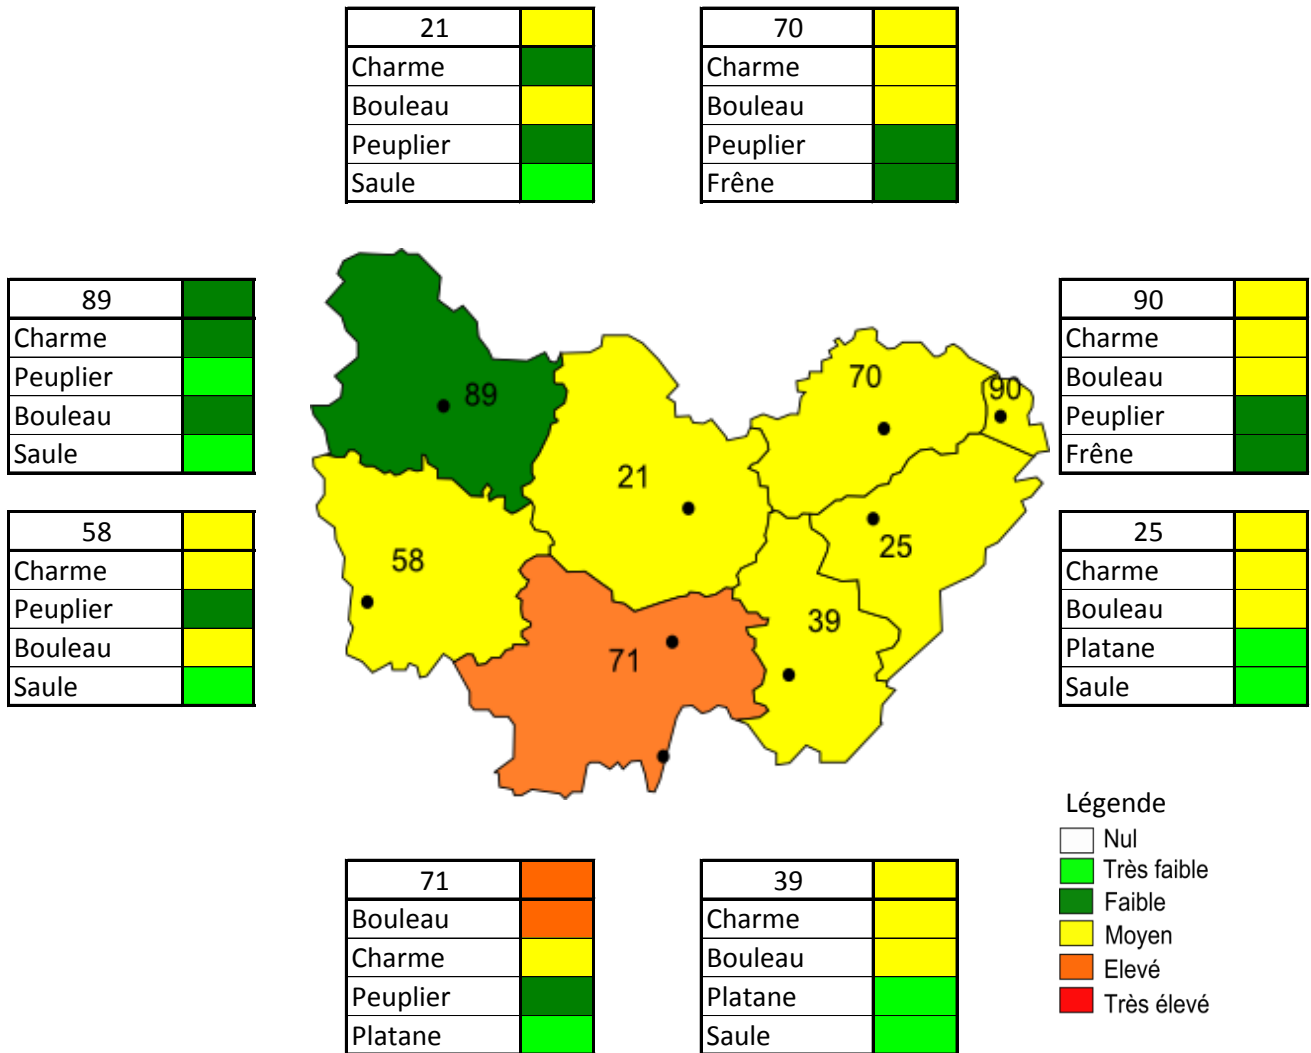 21
Charme
Bouleau
Peuplier
Saule
70
Charme
Bouleau
Peuplier
Frêne
89
Charme
Peuplier
Bouleau
Saule
58
Charme
Peuplier
Bouleau
Saule
89
21
70
90
58
25
39
71
90
Charme
Bouleau
Peuplier
Frêne
25
Charme
Bouleau
Platane
Saule
71
Bouleau
Charme
Peuplier
Platane
39
Charme
Bouleau
Platane
Saule
Légende
Nul
Très faible
Faible
Moyen
Elevé
Très élevé